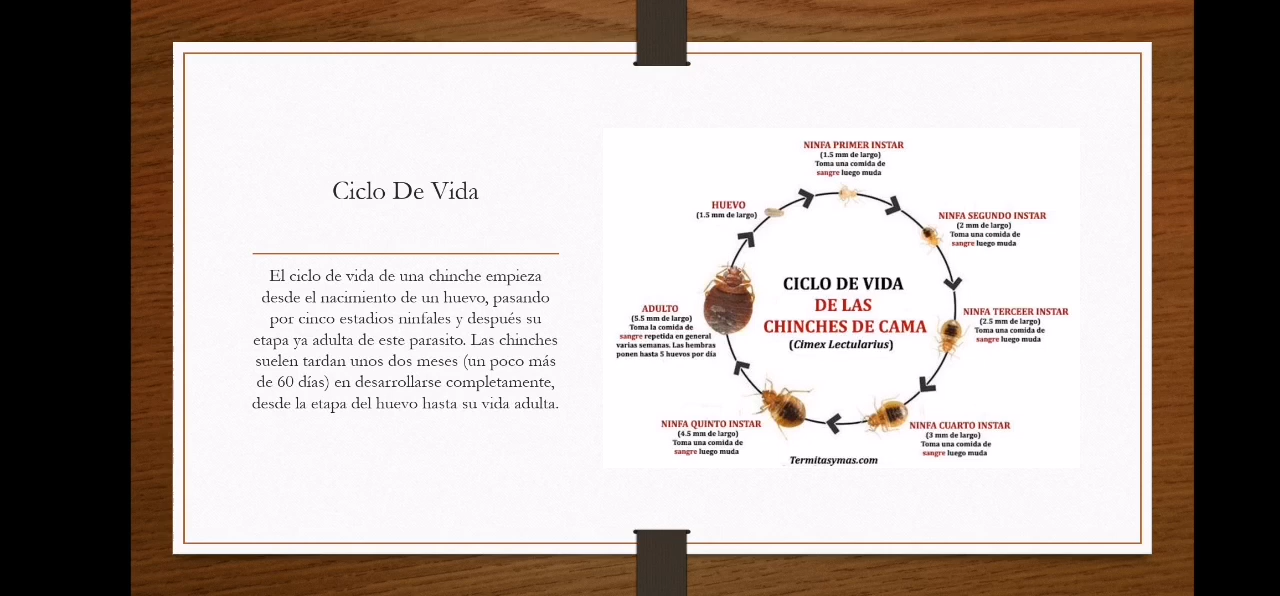 Ciclo De Vida
El ciclo de vida de una chinche empieza
desde el nacimiento de un huevo, pasando
por cinco estadios ninfales y después su
etapa ya adulta de este parasito. Las chinches
suelen tardan unos dos meses (un poco más
de 60 días) en desarrollarse completamente,
desde la etapa del huevo hasta su vida adulta.
NINFA PRIMER INSTAR
(1.5 mm de largo)
Toma una comida de
sangre luego muda
HUEVO
(1.5 mm de largo)
NINFA SEGUNDO INSTAR
(2 mm de largo)
Toma una comida de
sangre luego muda
CICLO DE VIDA
DE LAS
CHINCHES DE CAMA
(Cimex Lectularius)
ADULTO
(5.5 mm de largo)
Toma la comida de
sangre repetida en general
varias semanas. Las hembras
ponen hasta 5 huevos por día
NINFA TERCEER INSTAR
(2.5 mm de largo)
Toma una comida de
sangre luego muda
NINFA QUINTO INSTAR
(4.5 mm de largo)
Toma una comida de
sangre luego muda
NINFA CUARTO INSTAR
(3 mm de largo)
Toma una comida de
sangre luego muda
Termitasymas.com